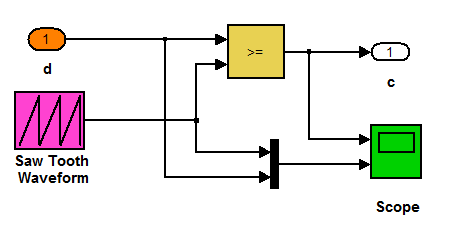 1
>=
1
d
c
Saw Tooth
Waveform
Scope